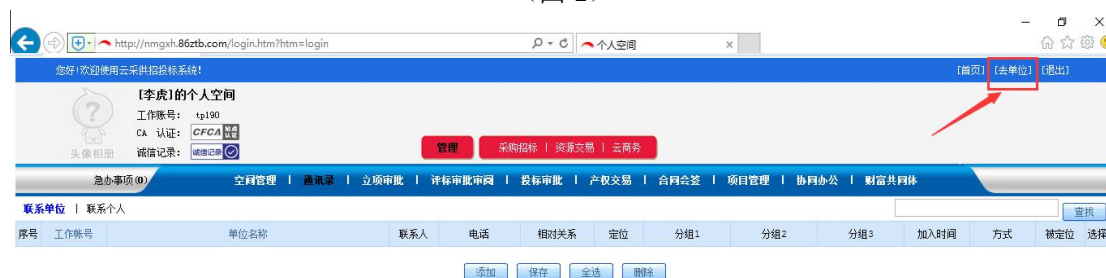 （图 2）
http://nmgxh.86ztb.com/login.htm?htm=login
个人空间
您好!欢迎使用云采供招投标系统!
[首页] [去单位] [退出]
[李虎]的个人空间
工作账号: tp190
CA 认证: CFCA
诚信记录: 诚信记录
头像相册
管理 采购招标 | 资源交易 | 云商务
急办事项(0) 空间管理 | 通讯录 | 立项审批 | 评标审批审阅 | 投标审批 | 产权交易 | 合同会签 | 项目管理 | 协同办公 | 财富共同体
联系单位 | 联系个人
查找
序号 工作帐号 单位名称 联系人 电话 相对关系 定位 分组1 分组2 分组3 加入时间 方式 被定位 选择
添加 保存 全选 删除